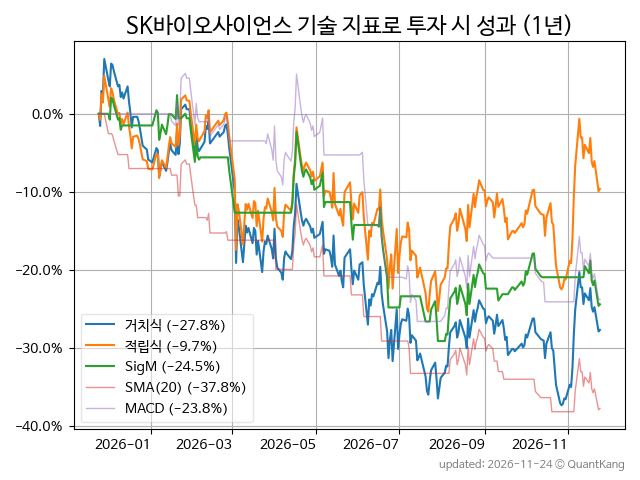 SK바이오사이언스 기술 지표로 투자 시 성과 (1년)
0.0%
−10.0%
−20.0%
−30.0%
−40.0%
거치식 (−27.8%)
적립식 (−9.7%)
SigM (−24.5%)
SMA(20) (−37.8%)
MACD (−23.8%)
2026−01 2026−03 2026−05 2026−07 2026−09 2026−11
updated: 2026−11−24 © QuantKang